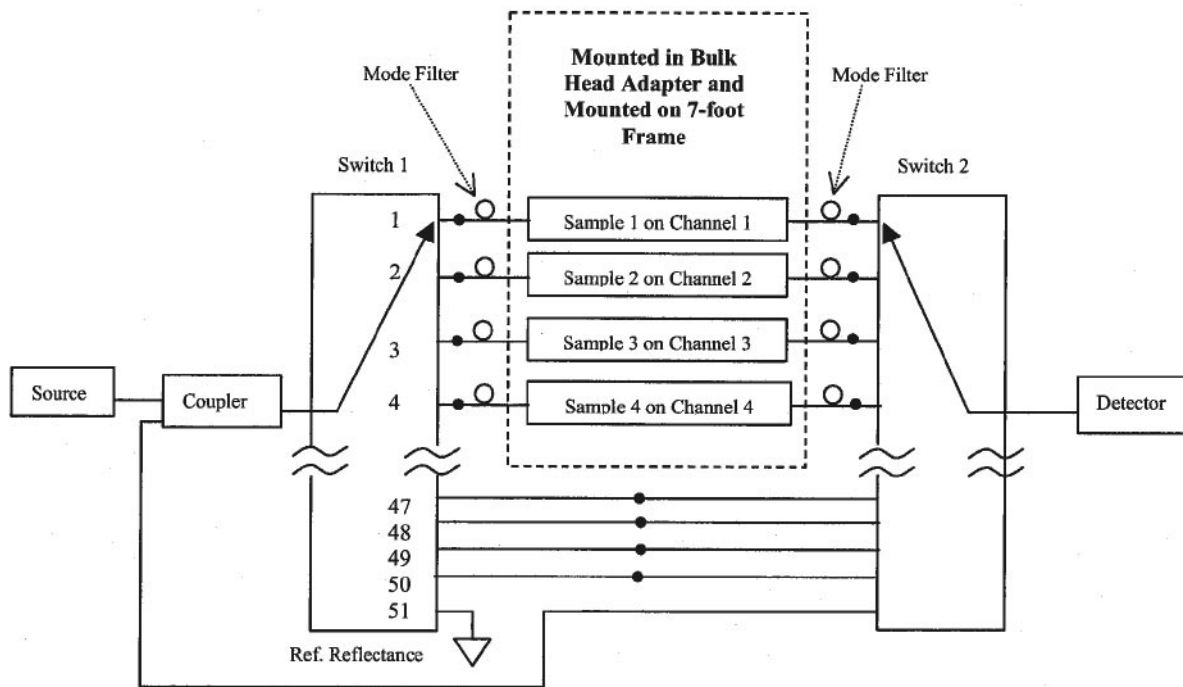 Mounted in Bulk
Head Adapter and
Mounted on 7-foot
Frame
Mode Filter
Mode Filter
Switch 1
Switch 2
1
Sample 1 on Channel 1
2
Sample 2 on Channel 2
3
Sample 3 on Channel 3
4
Sample 4 on Channel 4
Source
Coupler
Detector
47
48
49
50
51
Ref. Reflectance